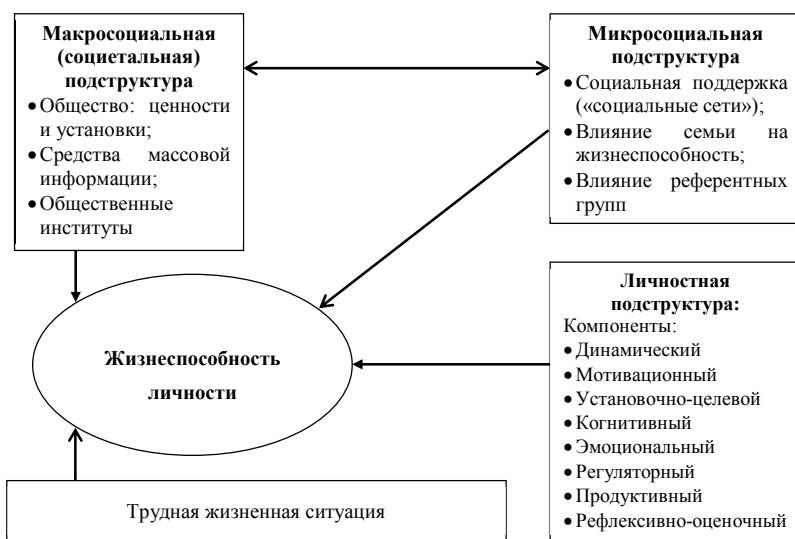 Макросоциальная
(социетальная)
подструктура
• Общество: ценности
и установки;
• Средства массовой
информации;
• Общественные
институты
Микросоциальная
подструктура
• Социальная поддержка
(«социальные сети»);
• Влияние семьи на
жизнеспособность;
• Влияние референтных
групп
Жизнеспособность
личности
Личностная
подструктура:
Компоненты:
• Динамический
• Мотивационный
• Установочно-целевой
• Когнитивный
• Эмоциональный
• Регуляторный
• Продуктивный
• Рефлексивно-оценочный
Трудная жизненная ситуация